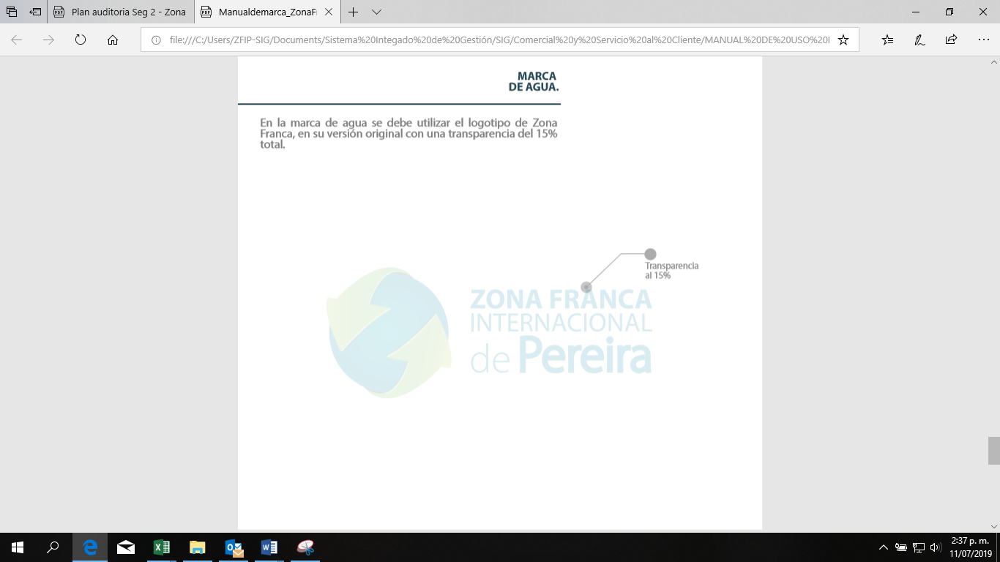 Plan auditoria Seg 2 - Zona
Manualdemarca_ZonaFr
file:///C:/Users/ZFIP-SIG/Documents/Sistema%20Integado%20de%20Gestión/SIG/Comercial%20y%20Servicio%20al%20Cliente/MANUAL%20DE%20USO%20
MARCA
DE AGUA.
En la marca de agua se debe utilizar el logotipo de Zona
Franca, en su versión original con una transparencia del 15%
total.
Transparencia
al 15%
ZONA FRANCA
INTERNACIONAL
de Pereira
2:37 p. m.
11/07/2019